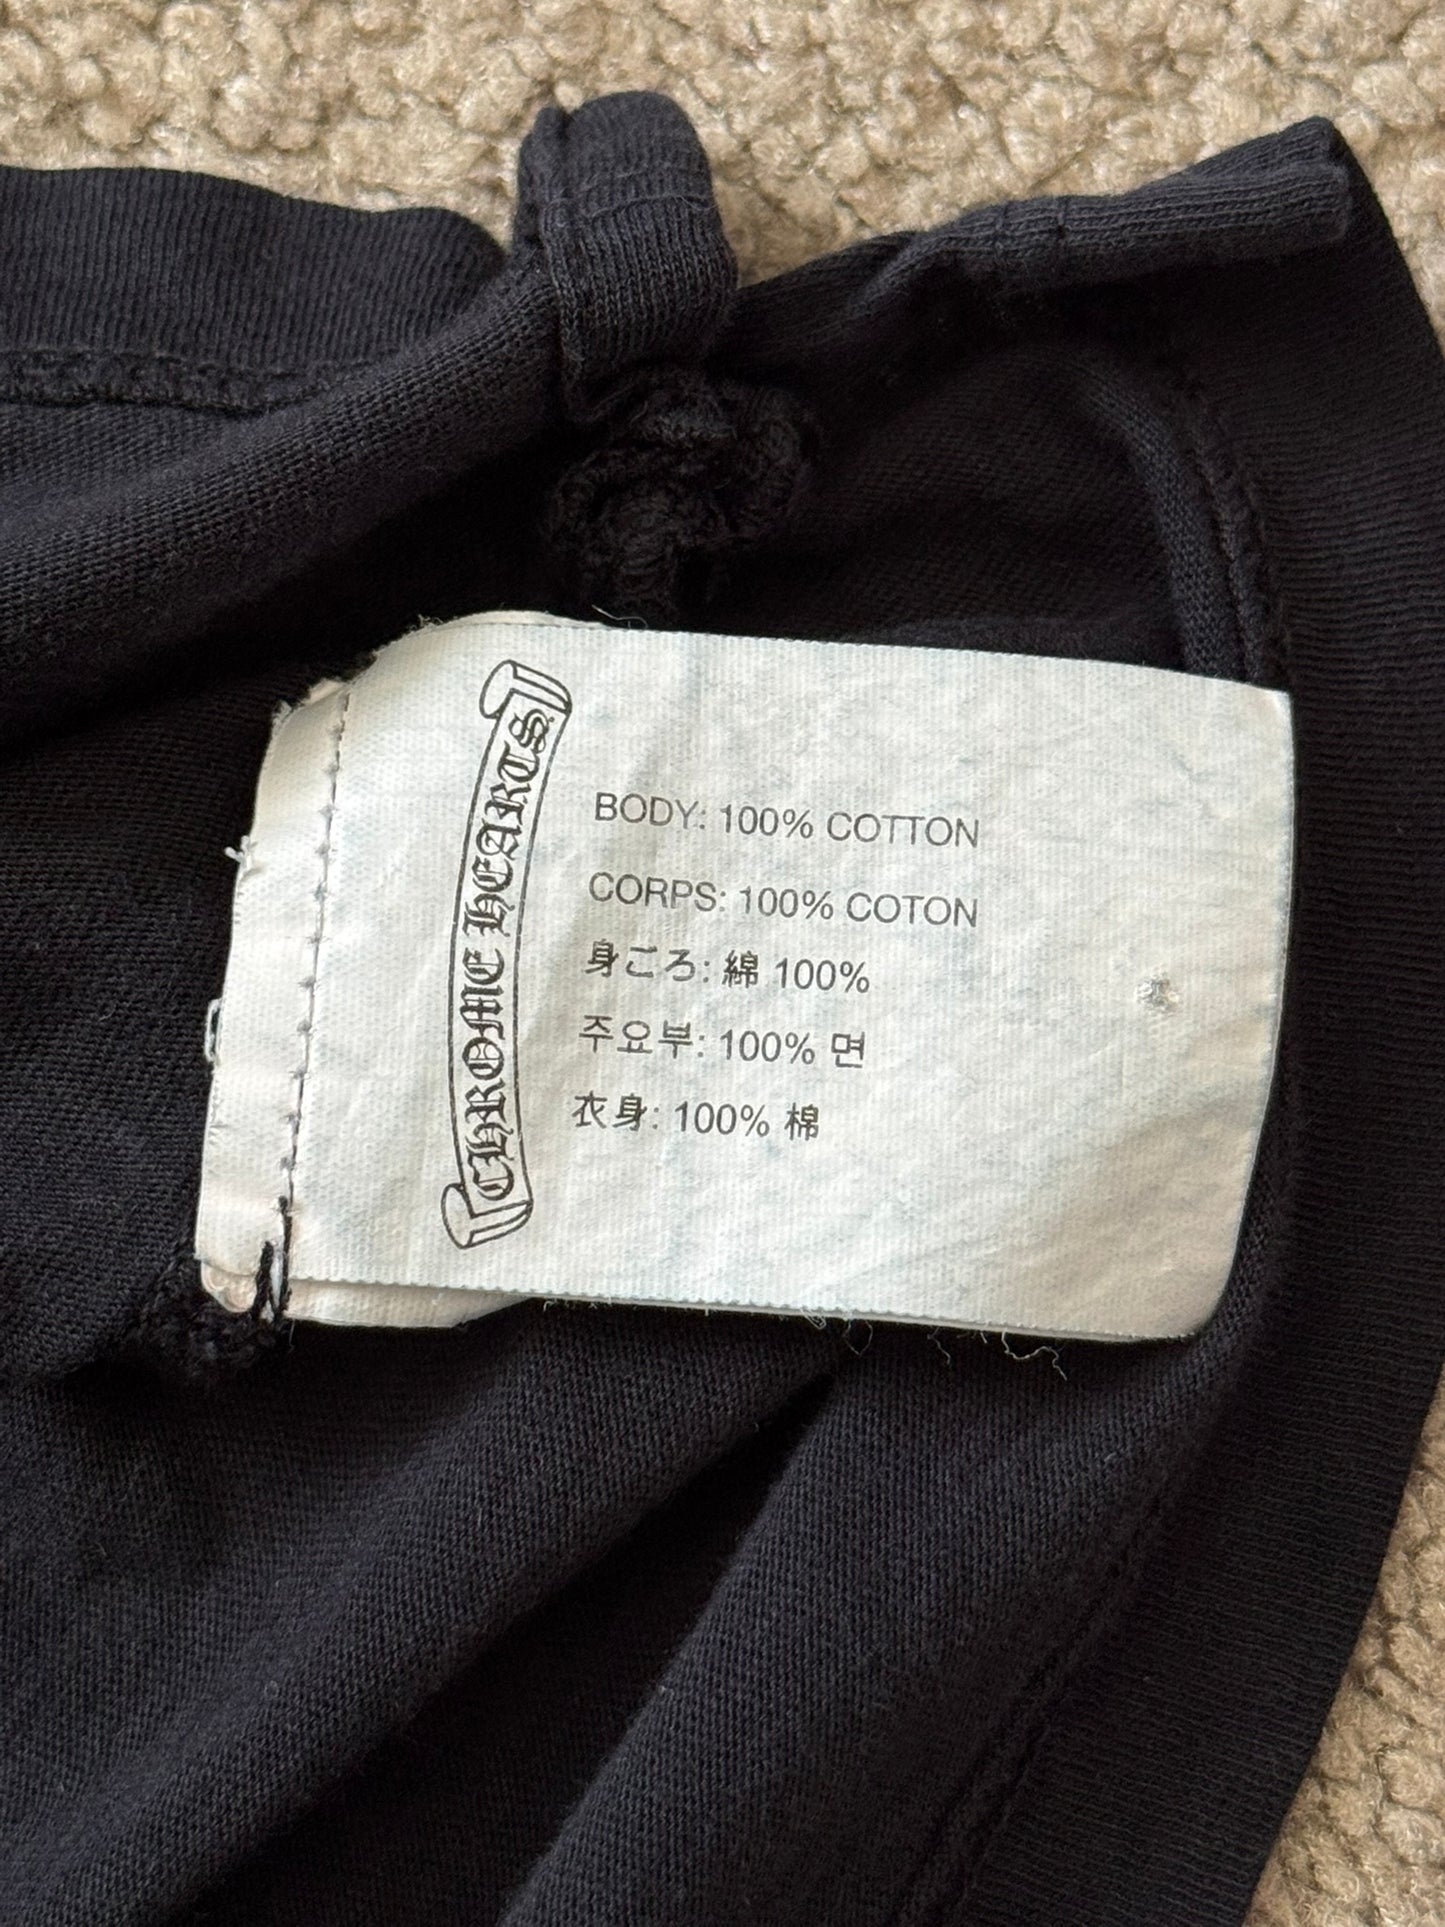 CHROME HEARTS
BODY: 100% COTTON
CORPS: 100% COTON
身ごろ: 綿 100%
주요부: 100% 면
衣身: 100% 棉